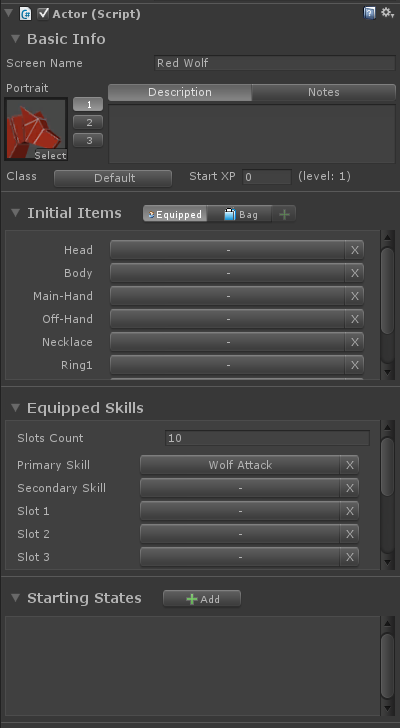 Actor (Script)
Basic Info
Screen Name Red Wolf
Portrait 1 Description Notes
2
3
Select
Class Default Start XP 0 (level: 1)
Initial Items Equipped Bag
Head - X
Body - X
Main-Hand - X
Off-Hand - X
Necklace - X
Ring1 - X
Equipped Skills
Slots Count 10
Primary Skill Wolf Attack X
Secondary Skill - X
Slot 1 - X
Slot 2 - X
Slot 3 - X
Starting States Add